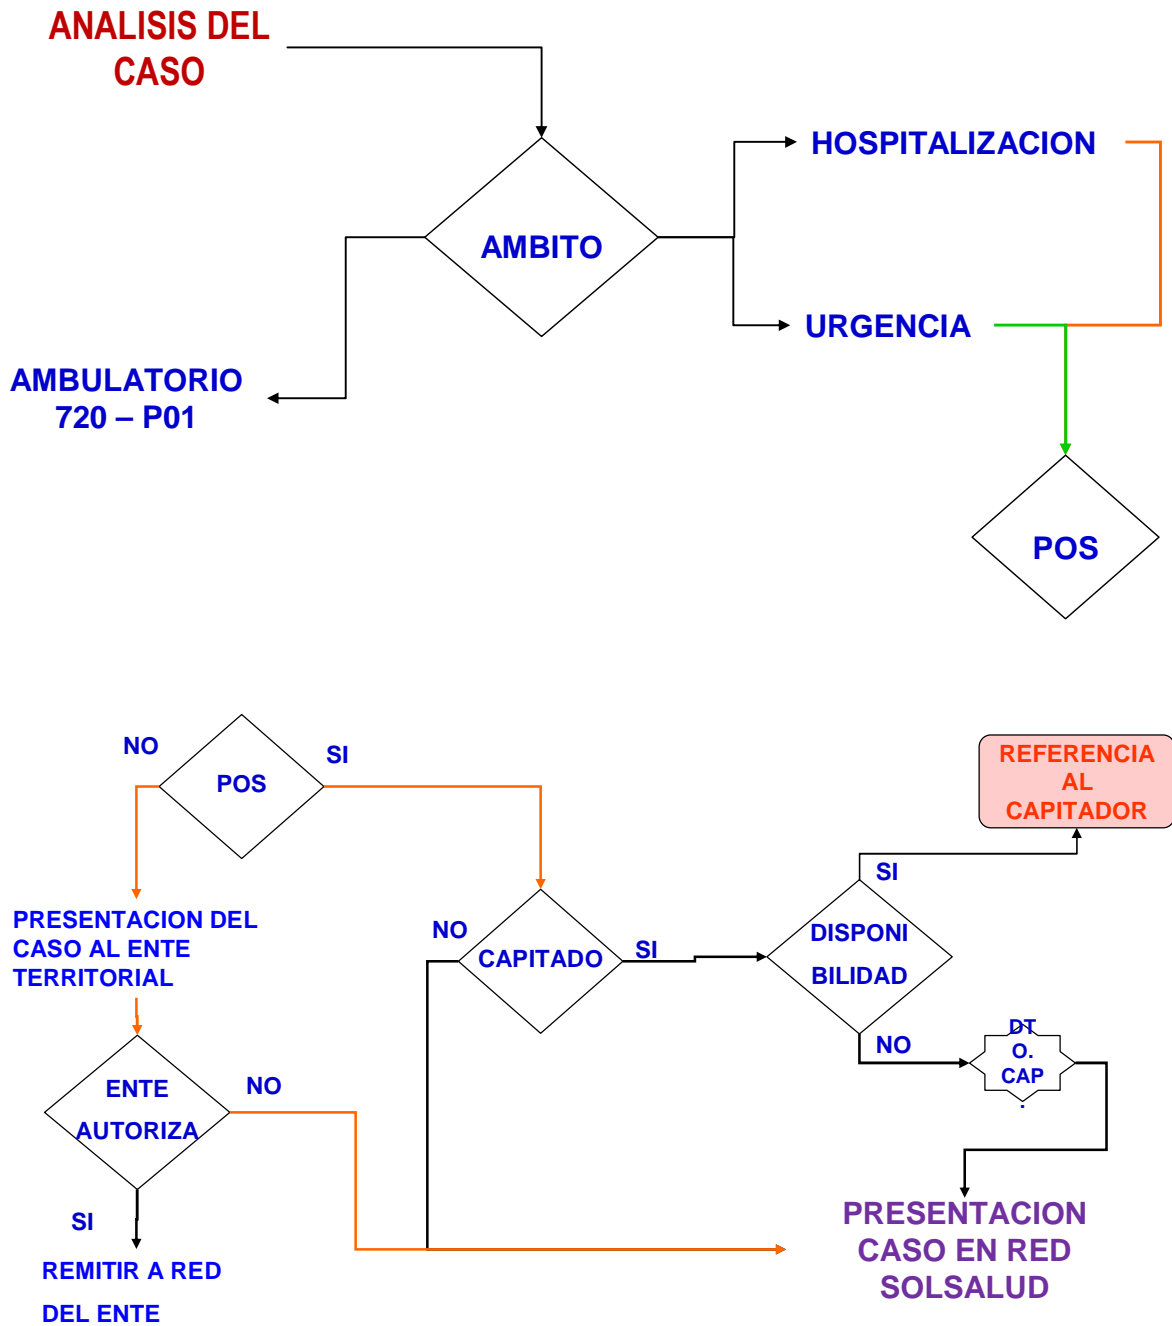 ANALISIS DEL
CASO
HOSPITALIZACION
AMBITO
URGENCIA
AMBULATORIO
720 – P01
POS
NO
SI
POS
REFERENCIA
AL
CAPITADOR
SI
PRESENTACION DEL
CASO AL ENTE
TERRITORIAL
NO
CAPITADO
SI
DISPONI
BILIDAD
NO
DT
O.
CAP
.
ENTE
AUTORIZA
NO
SI
REMITIR A RED
DEL ENTE
PRESENTACION
CASO EN RED
SOLSALUD